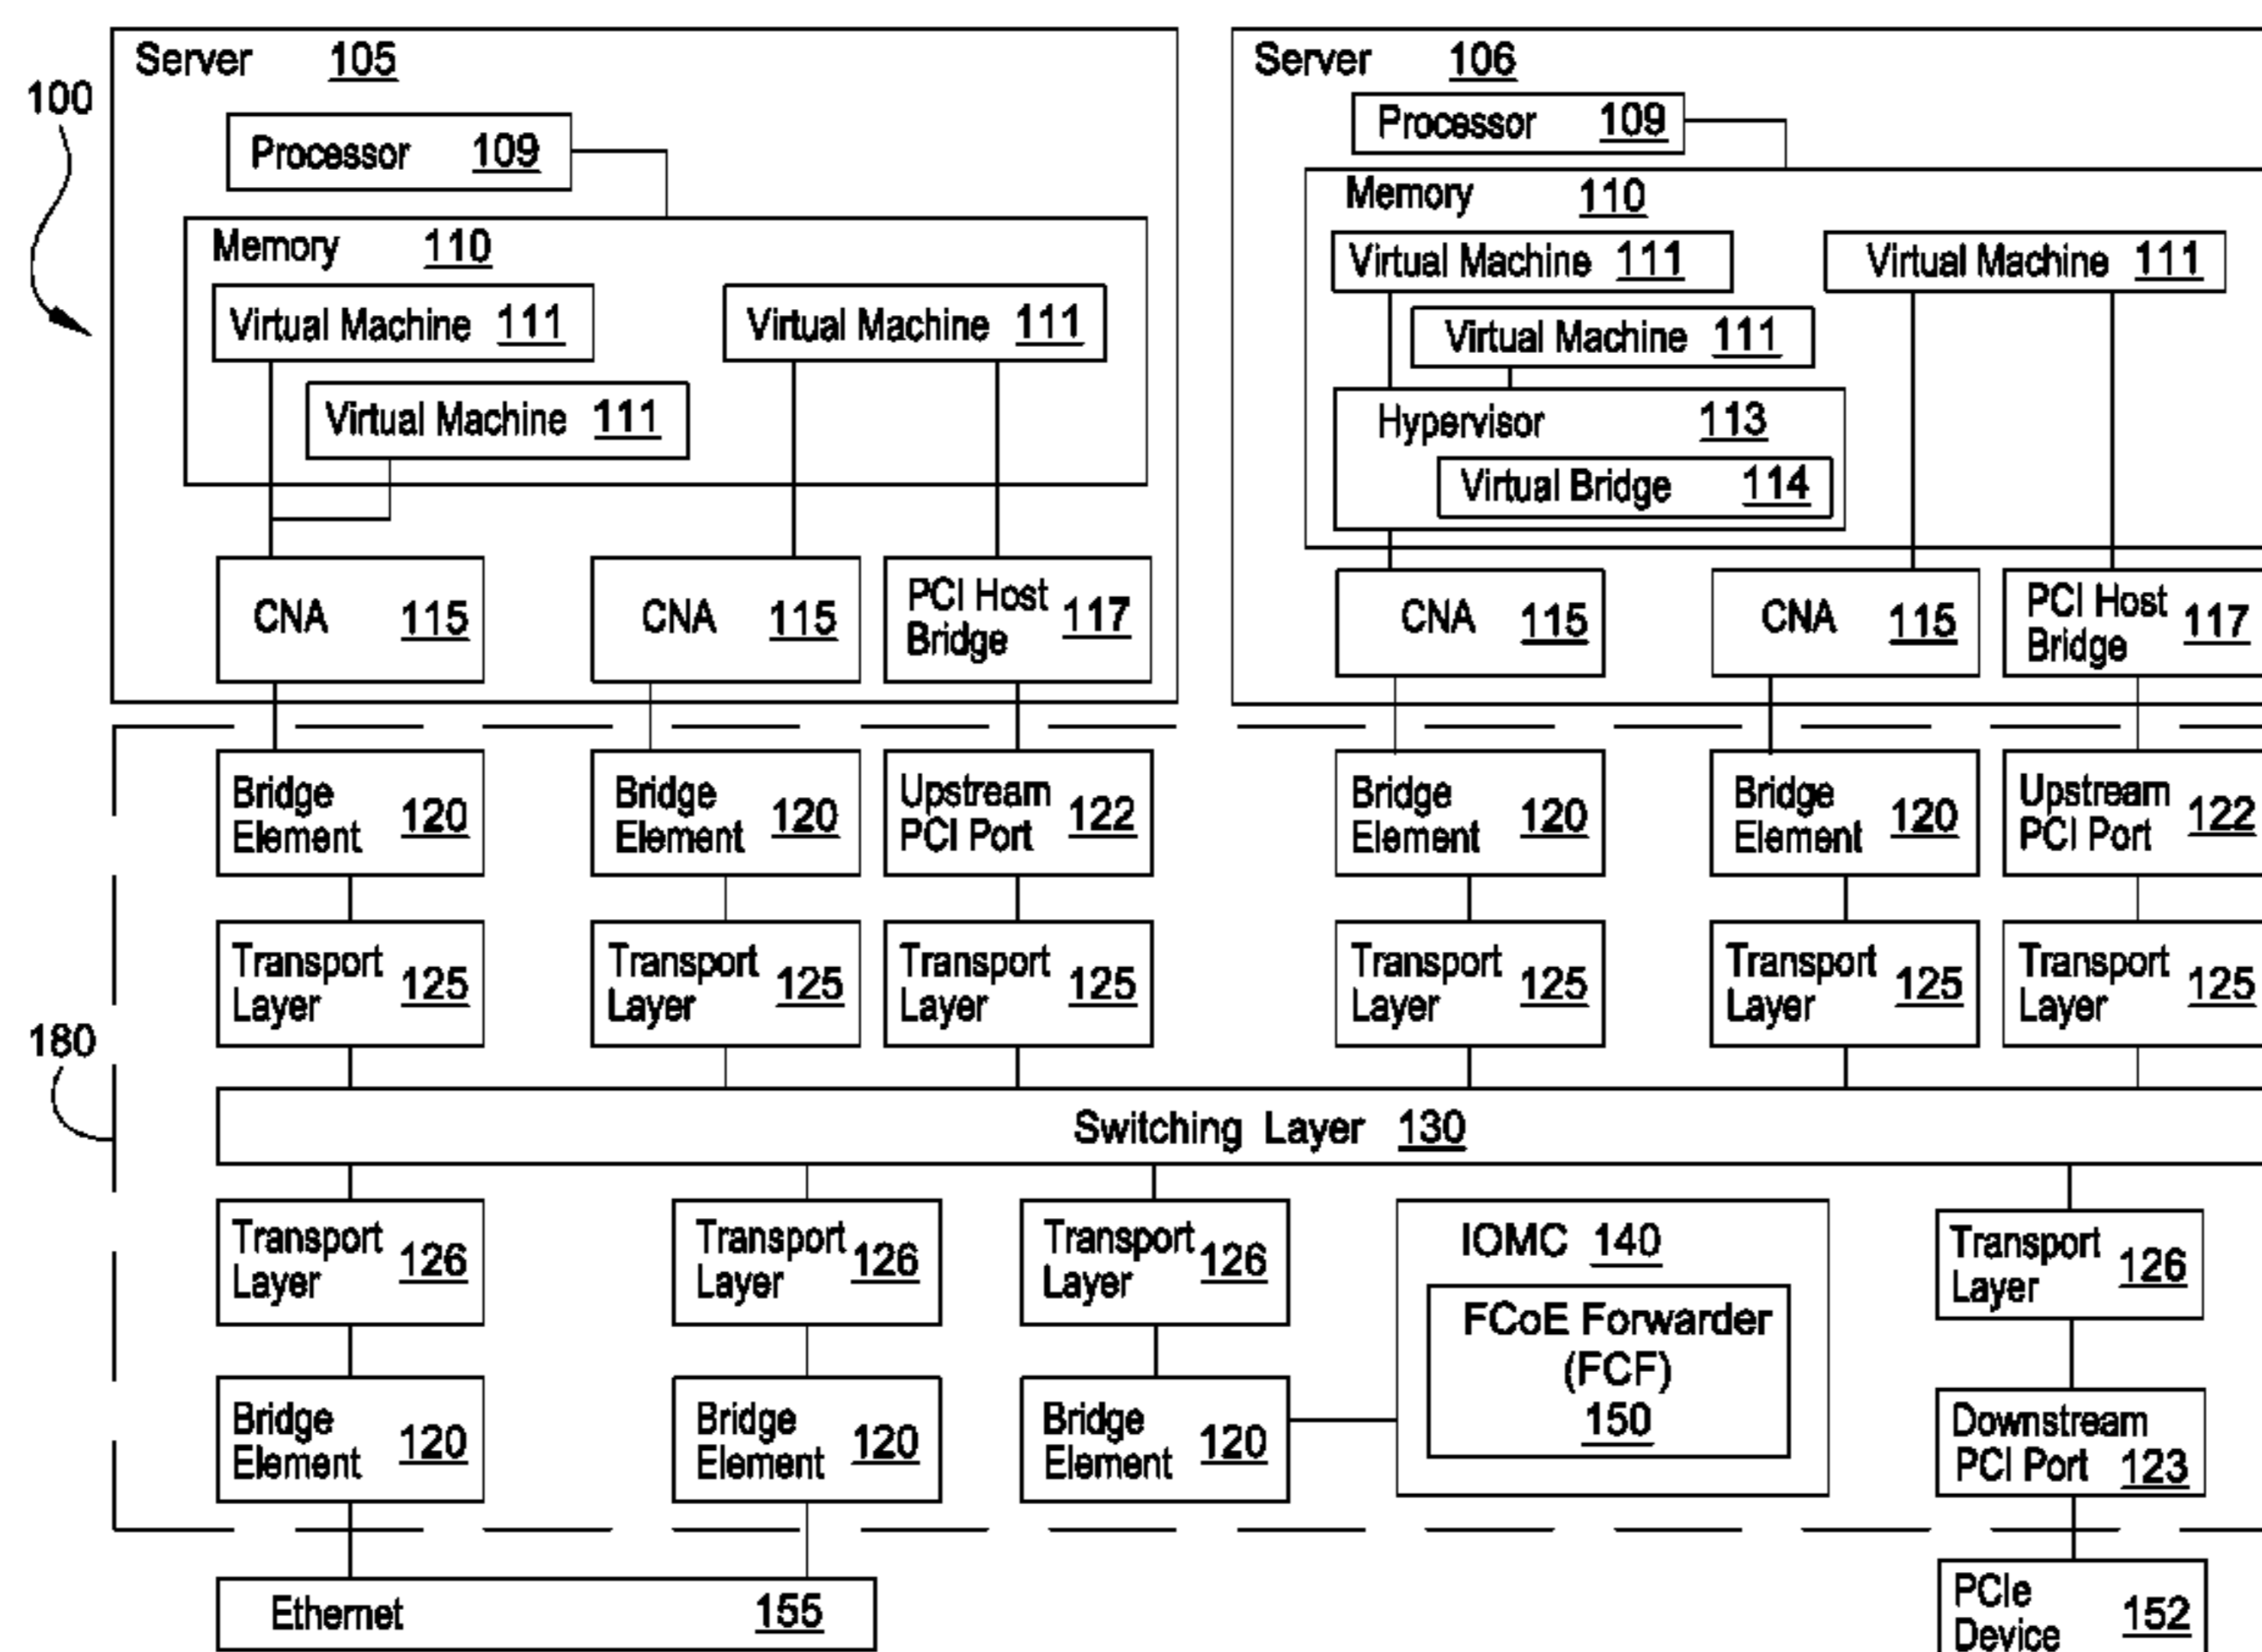 100
Server 105
Processor 109
Memory 110
Virtual Machine 111
Virtual Machine 111
Virtual Machine 111
CNA 115
CNA 115
PCI Host
Bridge 117
Server 106
Processor 109
Memory 110
Virtual Machine 111
Virtual Machine 111
Virtual Machine 111
Hypervisor 113
Virtual Bridge 114
CNA 115
CNA 115
PCI Host
Bridge 117
Bridge
Element 120
Bridge
Element 120
Upstream
PCI Port 122
Bridge
Element 120
Bridge
Element 120
Upstream
PCI Port 122
Transport
Layer 125
Transport
Layer 125
Transport
Layer 125
Transport
Layer 125
Transport
Layer 125
Transport
Layer 125
180
Switching Layer 130
Transport
Layer 126
Transport
Layer 126
Transport
Layer 126
IOMC 140
FCoE Forwarder
(FCF)
150
Transport
Layer 126
Bridge
Element 120
Bridge
Element 120
Bridge
Element 120
Downstream
PCI Port 123
Ethernet 155
PCIe
Device 152